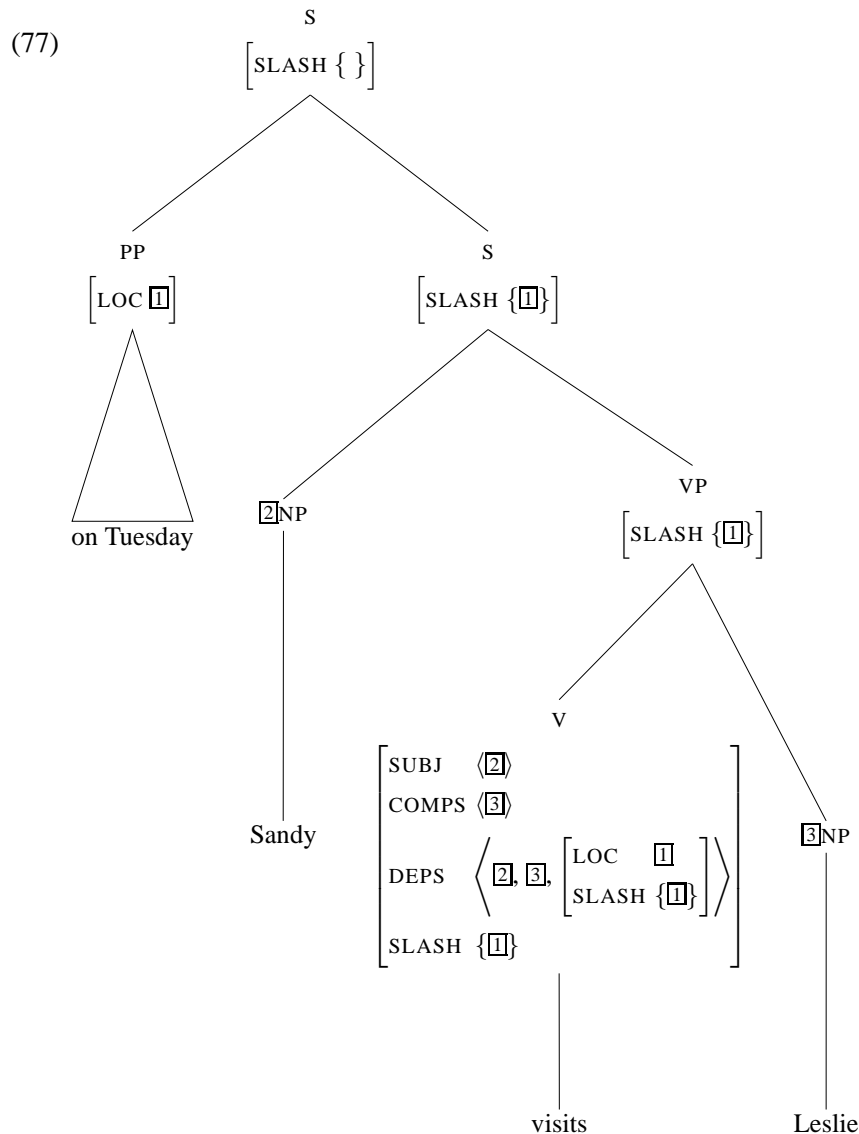 (77)
S
[SLASH { }]
PP
S
[LOC 1]
[SLASH {1}]
VP
2NP
[SLASH {1}]
on Tuesday
V
SUBJ ⟨2⟩
COMPS ⟨3⟩
Sandy
3NP
DEPS ⟨2, 3, [LOC 1
SLASH {1}]⟩
SLASH {1}
visits
Leslie